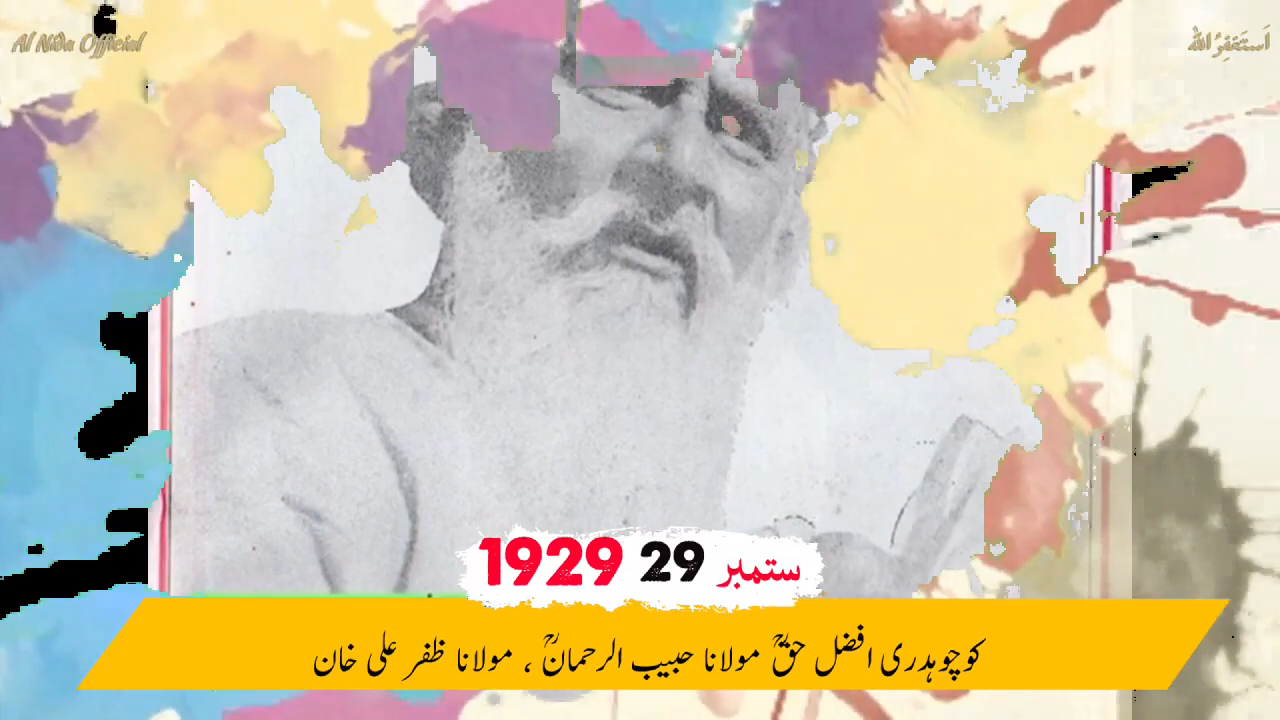 Al Nida Official
اَستَغفِرُاللّٰہ
ستمبر 29 1929
کو چوہدری افضل حقؒ مولانا حبیب الرحمانؒ ، مولانا ظفر علی خان